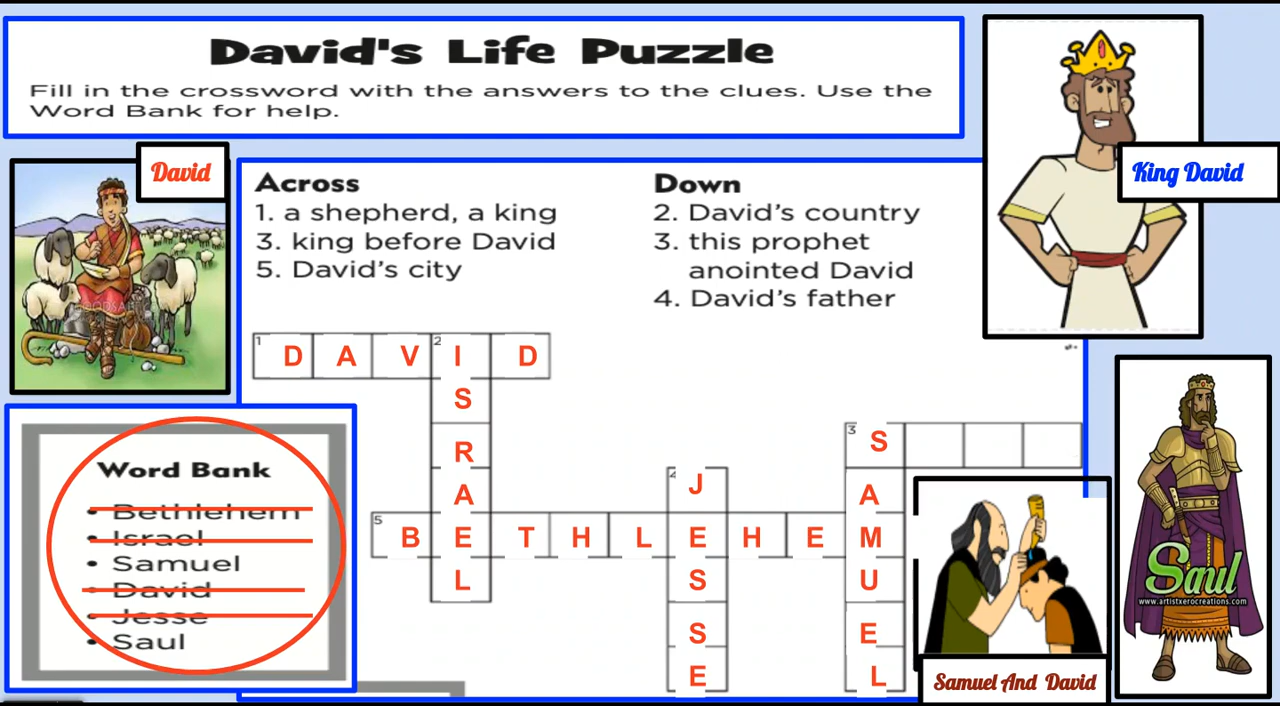 David's Life Puzzle
Fill in the crossword with the answers to the clues. Use the
Word Bank for help.
David
King David
Across
1. a shepherd, a king
3. king before David
5. David's city
Down
2. David's country
3. this prophet
anointed David
4. David's father
1 D A V 2 I D
S
R
A
3 S
4 J
A
5 B E T H L E H E M
L
S
U
S
E
E
L
Word Bank
• Bethlehem
• Israel
• Samuel
• David
• Jesse
• Saul
Samuel And David
Saul
www.artistxerocreations.com